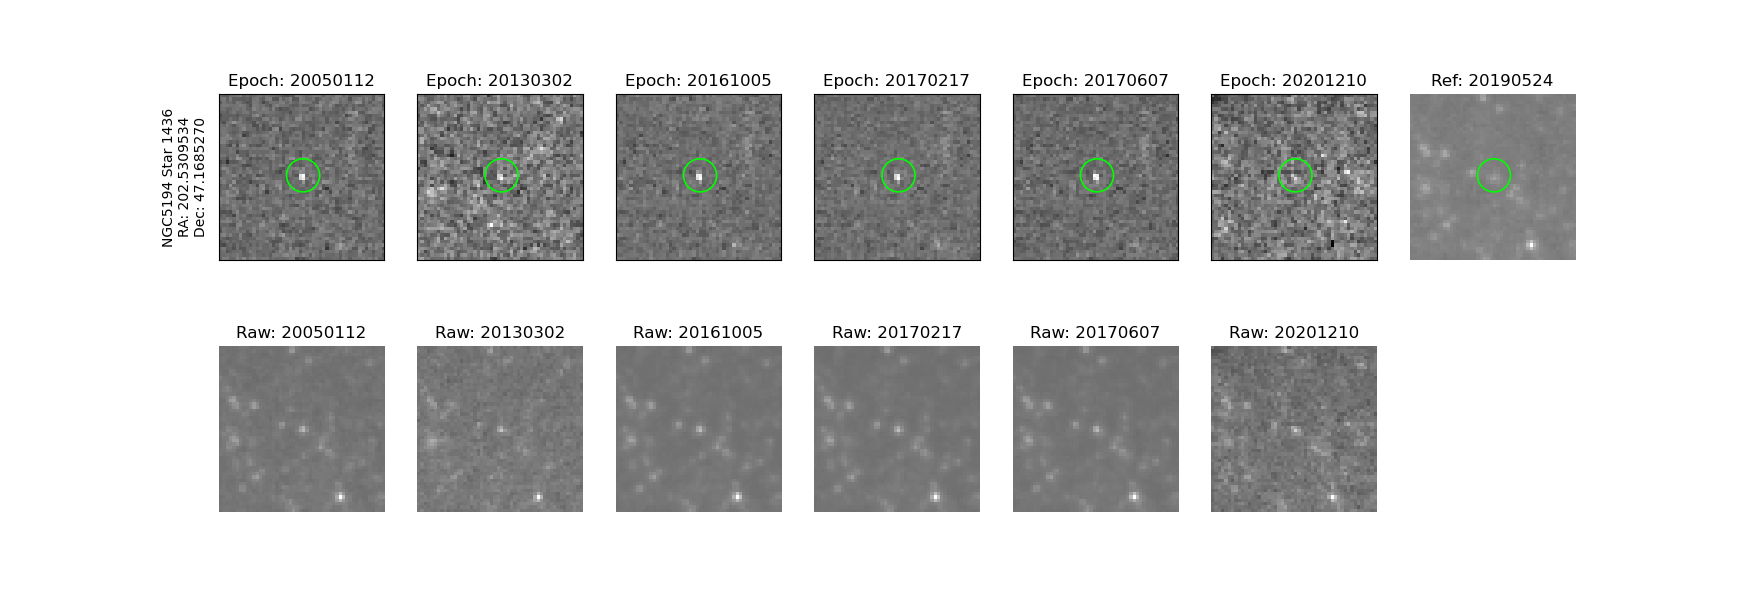 NGC5194 Star 1436
RA: 202.5309534
Dec: 47.1685270
Epoch: 20050112
Epoch: 20130302
Epoch: 20161005
Epoch: 20170217
Epoch: 20170607
Epoch: 20201210
Ref: 20190524
Raw: 20050112
Raw: 20130302
Raw: 20161005
Raw: 20170217
Raw: 20170607
Raw: 20201210